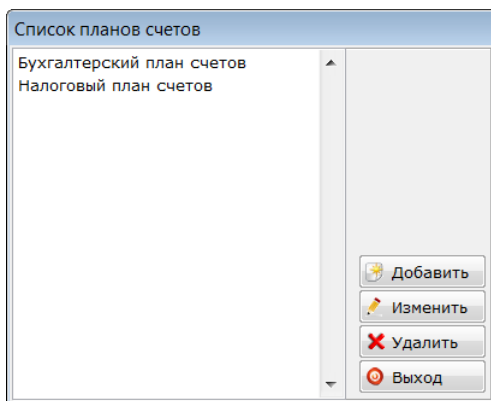 Список планов счетов
Бухгалтерский план счетов
Налоговый план счетов
Добавить
Изменить
Удалить
Выход